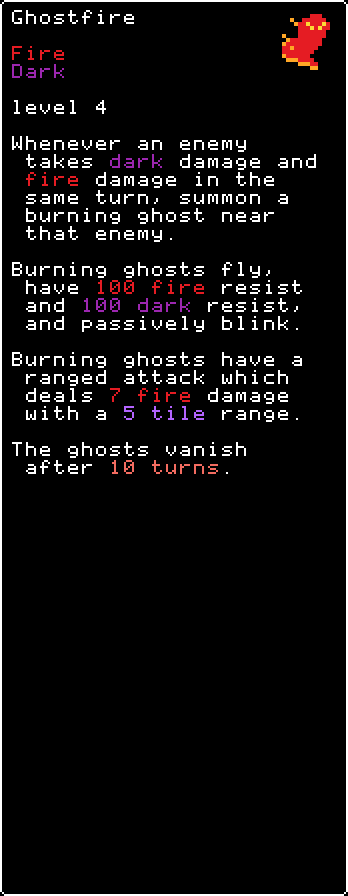 Ghostfire
Fire
Dark
level 4
Whenever an enemy
takes dark damage and
fire damage in the
same turn, summon a
burning ghost near
that enemy.
Burning ghosts fly,
have 100 fire resist
and 100 dark resist,
and passively blink.
Burning ghosts have a
ranged attack which
deals 7 fire damage
with a 5 tile range.
The ghosts vanish
after 10 turns.